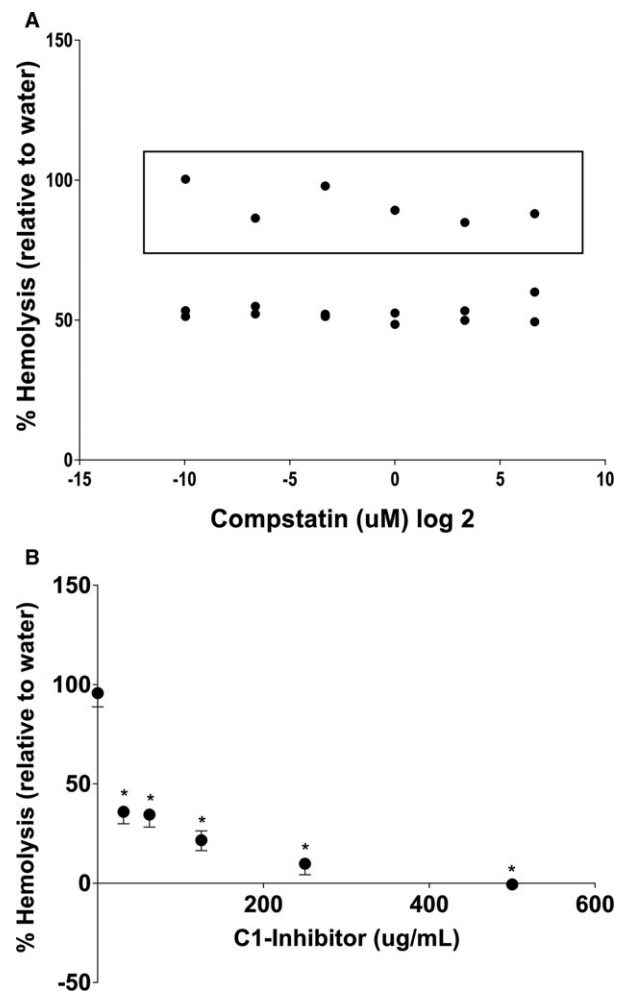 A
150
100
50
0
-15 -10 -5 0 5 10
% Hemolysis (relative to water)
Compstatin (uM) log 2
B
150
100
50
0
-50
* * * * *
200 400 600
% Hemolysis (relative to water)
C1-Inhibitor (ug/mL)